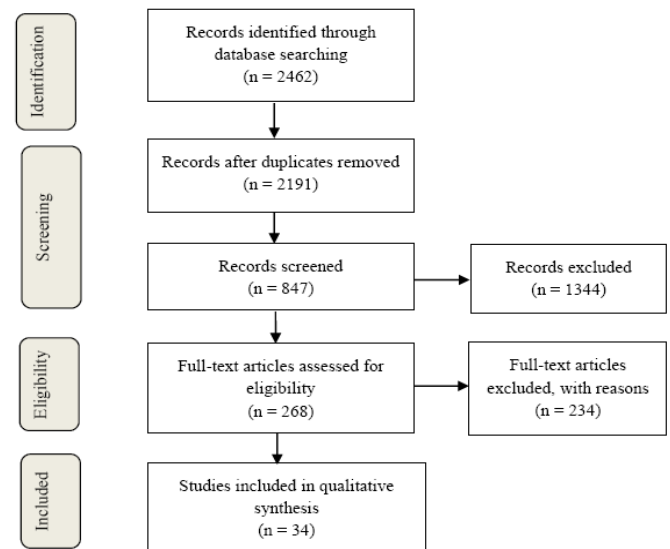 Identification
Records identified through
database searching
(n = 2462)
Screening
Records after duplicates removed
(n = 2191)
Records screened
(n = 847)
Records excluded
(n = 1344)
Eligibility
Full-text articles assessed for
eligibility
(n = 268)
Full-text articles
excluded, with reasons
(n = 234)
Included
Studies included in qualitative
synthesis
(n = 34)